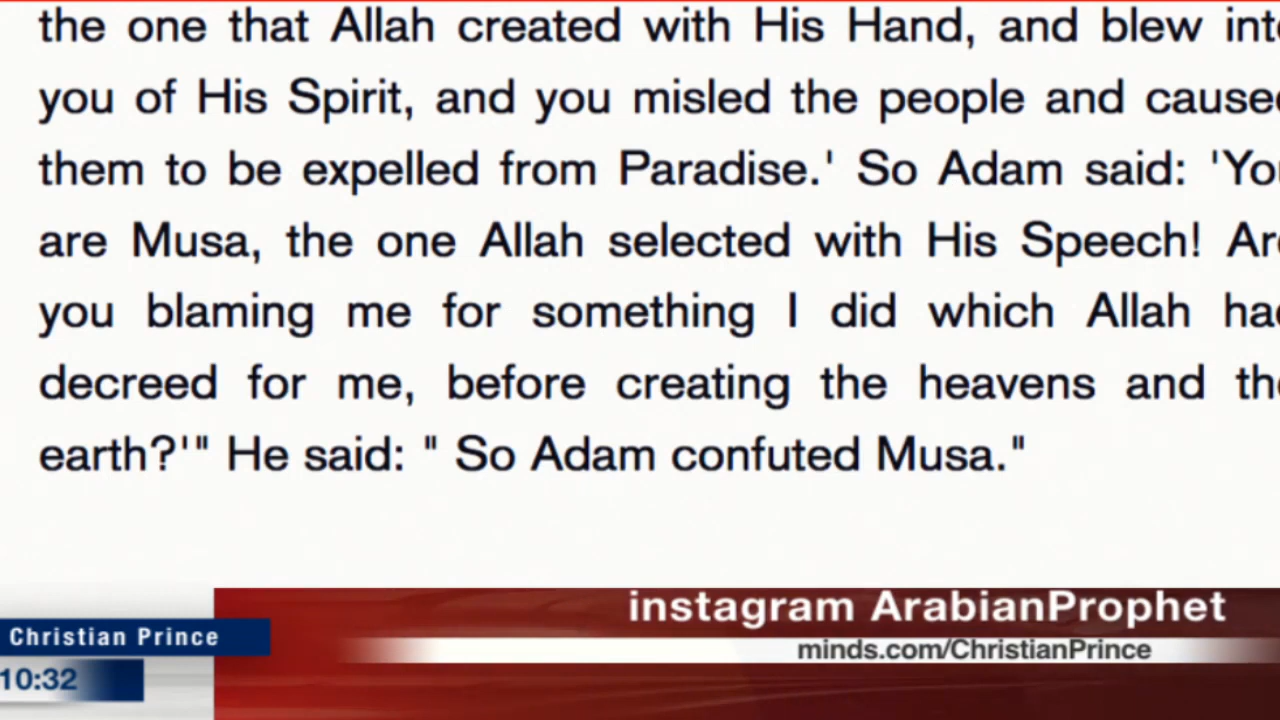 the one that Allah created with His Hand, and blew into
you of His Spirit, and you misled the people and caused
them to be expelled from Paradise.' So Adam said: 'You
are Musa, the one Allah selected with His Speech! Are
you blaming me for something I did which Allah had
decreed for me, before creating the heavens and the
earth?'" He said: " So Adam confuted Musa."
instagram ArabianProphet
Christian Prince
minds.com/ChristianPrince
10:32